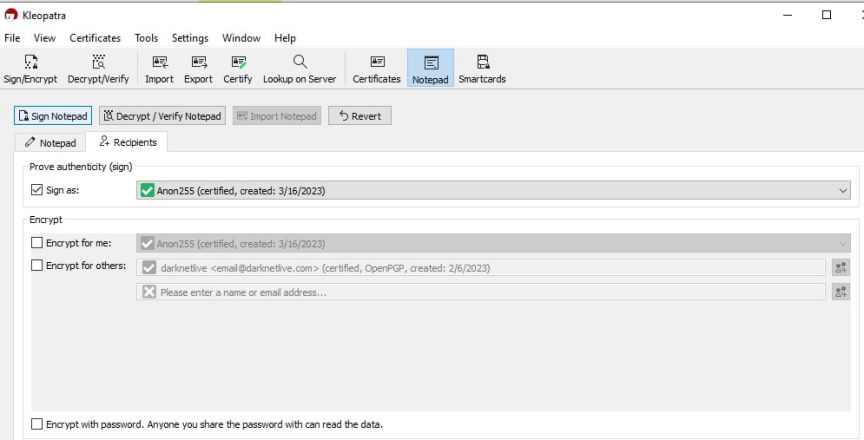 Kleopatra
File View Certificates Tools Settings Window Help
Sign/Encrypt Decrypt/Verify Import Export Certify Lookup on Server Certificates Notepad Smartcards
Sign Notepad Decrypt / Verify Notepad Import Notepad Revert
Notepad Recipients
Prove authenticity (sign)
Sign as: Anon255 (certified, created: 3/16/2023)
Encrypt
Encrypt for me: Anon255 (certified, created: 3/16/2023)
Encrypt for others: darknetlive <email@darknetlive.com> (certified, OpenPGP, created: 2/6/2023)
Please enter a name or email address...
Encrypt with password. Anyone you share the password with can read the data.